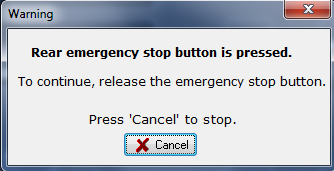 Warning
Rear emergency stop button is pressed.
To continue, release the emergency stop button.
Press 'Cancel' to stop.
Cancel